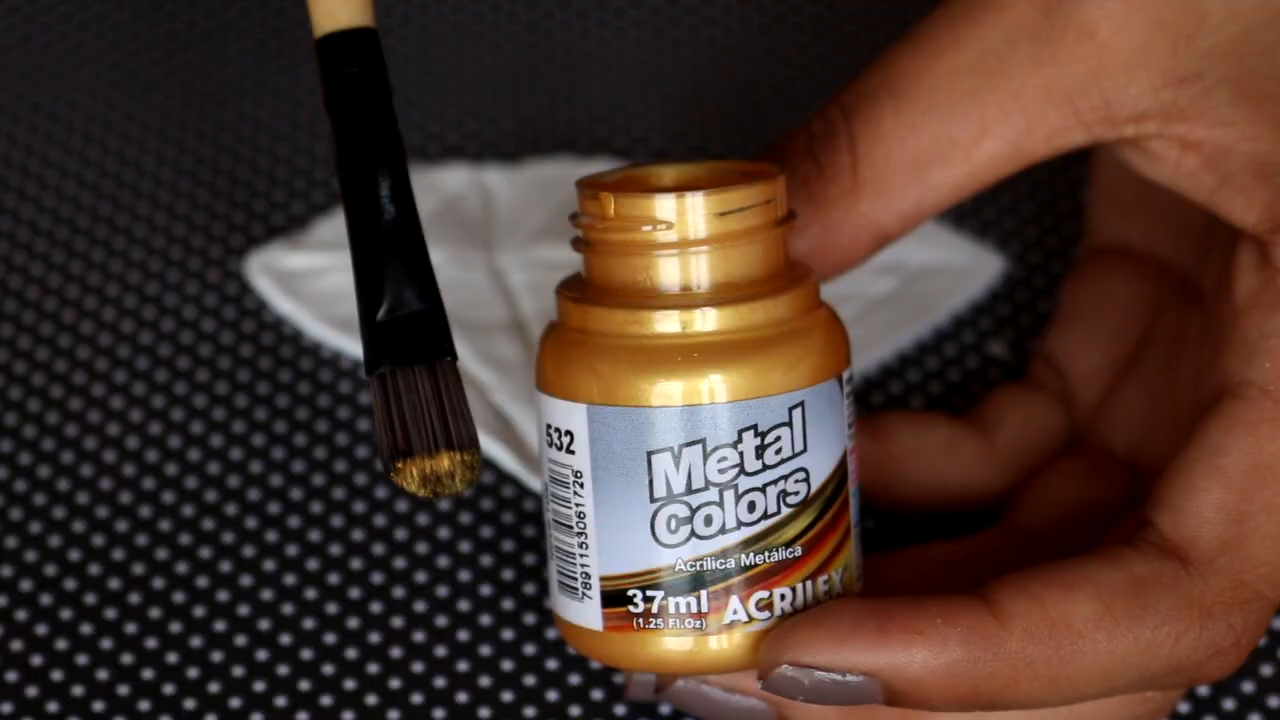 532
7891153061726
Metal
Colors
Acrílica Metálica
37ml
(1.25 Fl.Oz)
ACRILEX